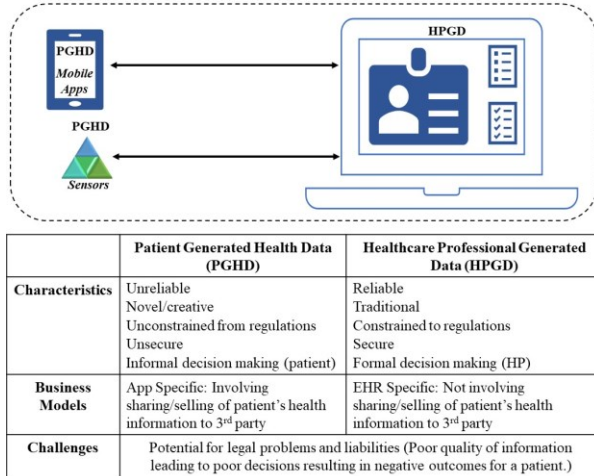 PGHD
Mobile
Apps
HPGD
PGHD
Sensors
Patient Generated Health Data
(PGHD)
Healthcare Professional Generated
Data (HPGD)
Characteristics
Unreliable
Novel/creative
Unconstrained from regulations
Unsecure
Informal decision making (patient)
Reliable
Traditional
Constrained to regulations
Secure
Formal decision making (HP)
Business
Models
App Specific: Involving
sharing/selling of patient's health
information to 3rd party
EHR Specific: Not involving
sharing/selling of patient's health
information to 3rd party
Challenges
Potential for legal problems and liabilities (Poor quality of information
leading to poor decisions resulting in negative outcomes for a patient.)